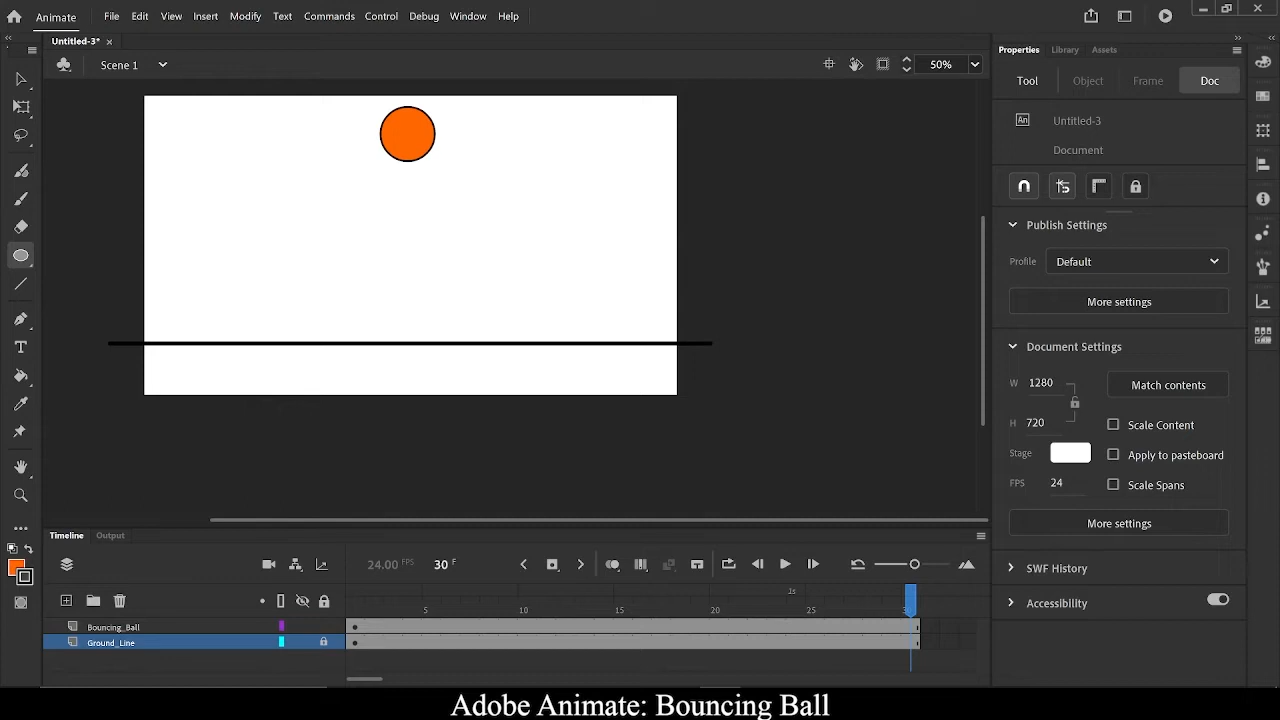 Animate File Edit View Insert Modify Text Commands Control Debug Window Help
Untitled-3*
Scene 1
50%
Properties Library Assets
Tool Object Frame Doc
An Untitled-3
Document
Publish Settings
Profile Default
More settings
Document Settings
W 1280 Match contents
H 720 Scale Content
Stage Apply to pasteboard
FPS 24 Scale Spans
More settings
SWF History
Accessibility
Timeline Output
24.00 FPS 30 F
1s
5 10 15 20 25 30
Bouncing_Ball
Ground_Line
Adobe Animate: Bouncing Ball